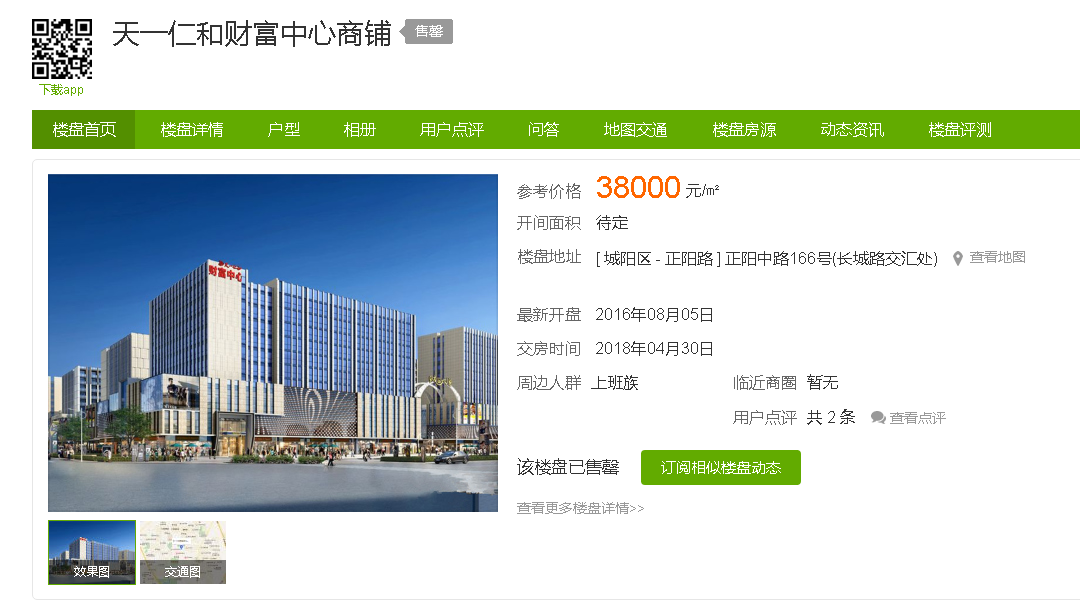 天一仁和财富中心商铺 售罄
下载app
楼盘首页 楼盘详情 户型 相册 用户点评 问答 地图交通 楼盘房源 动态资讯 楼盘评测
参考价格 38000 元/m²
开间面积 待定
楼盘地址 [ 城阳区 - 正阳路 ] 正阳中路166号(长城路交汇处) 查看地图
最新开盘 2016年08月05日
交房时间 2018年04月30日
周边人群 上班族 临近商圈 暂无
用户点评 共 2 条 查看点评
该楼盘已售罄 订阅相似楼盘动态
查看更多楼盘详情>>
财富中心
效果图 交通图